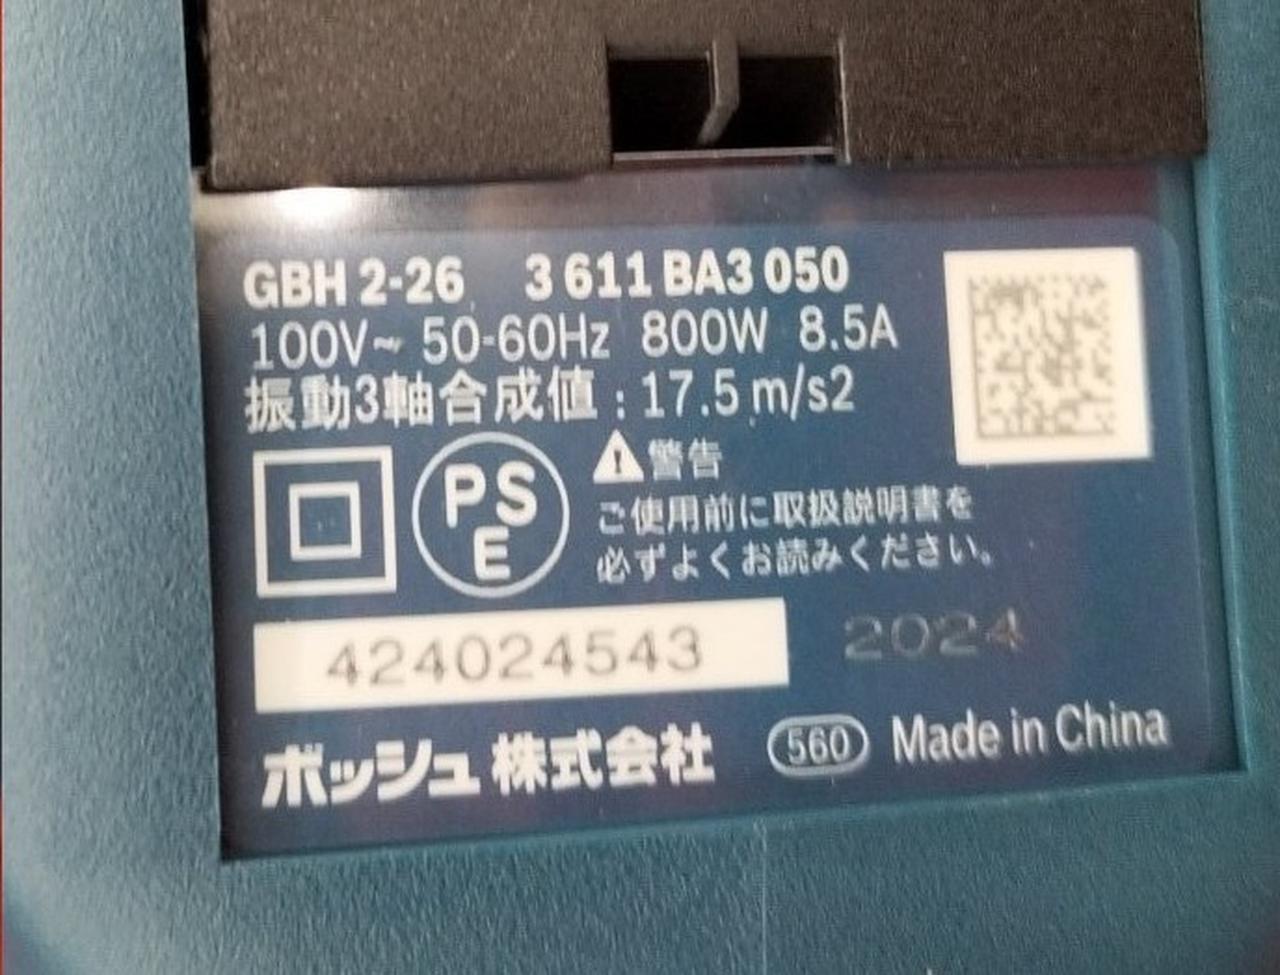 GBH 2-26 3 611 BA3 050
100V~ 50-60Hz 800W 8.5A
振動3軸合成値 : 17.5 m/s2
PSE
警告
ご使用前に取扱説明書を
必ずよくお読みください。
424024543 2024
ボッシュ株式会社 560 Made in China